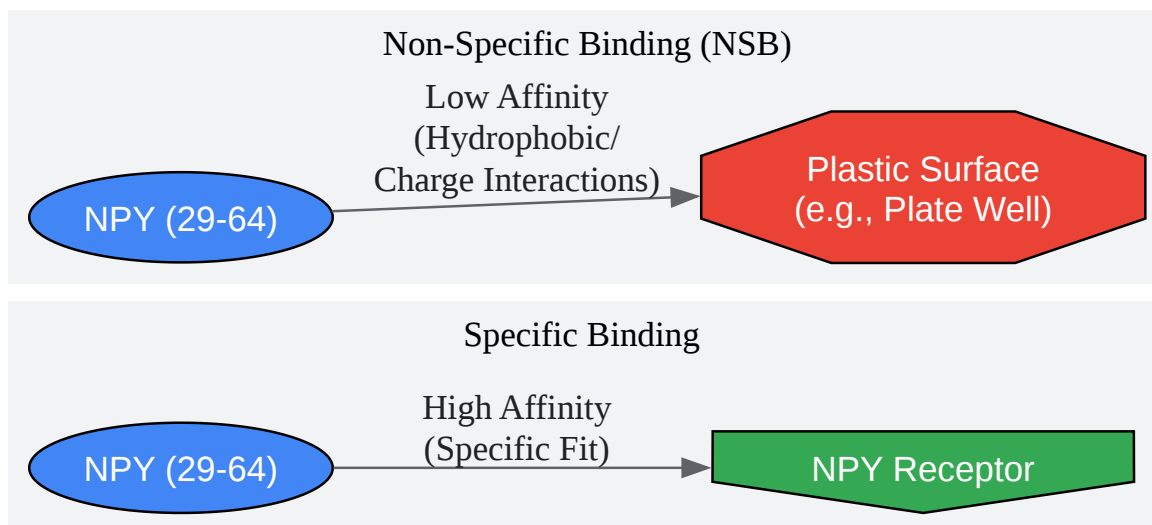 Non-Specific Binding (NSB)
Low Affinity
(Hydrophobic/
Charge Interactions)
NPY (29-64)
Plastic Surface
(e.g., Plate Well)
Specific Binding
High Affinity
(Specific Fit)
NPY (29-64)
NPY Receptor